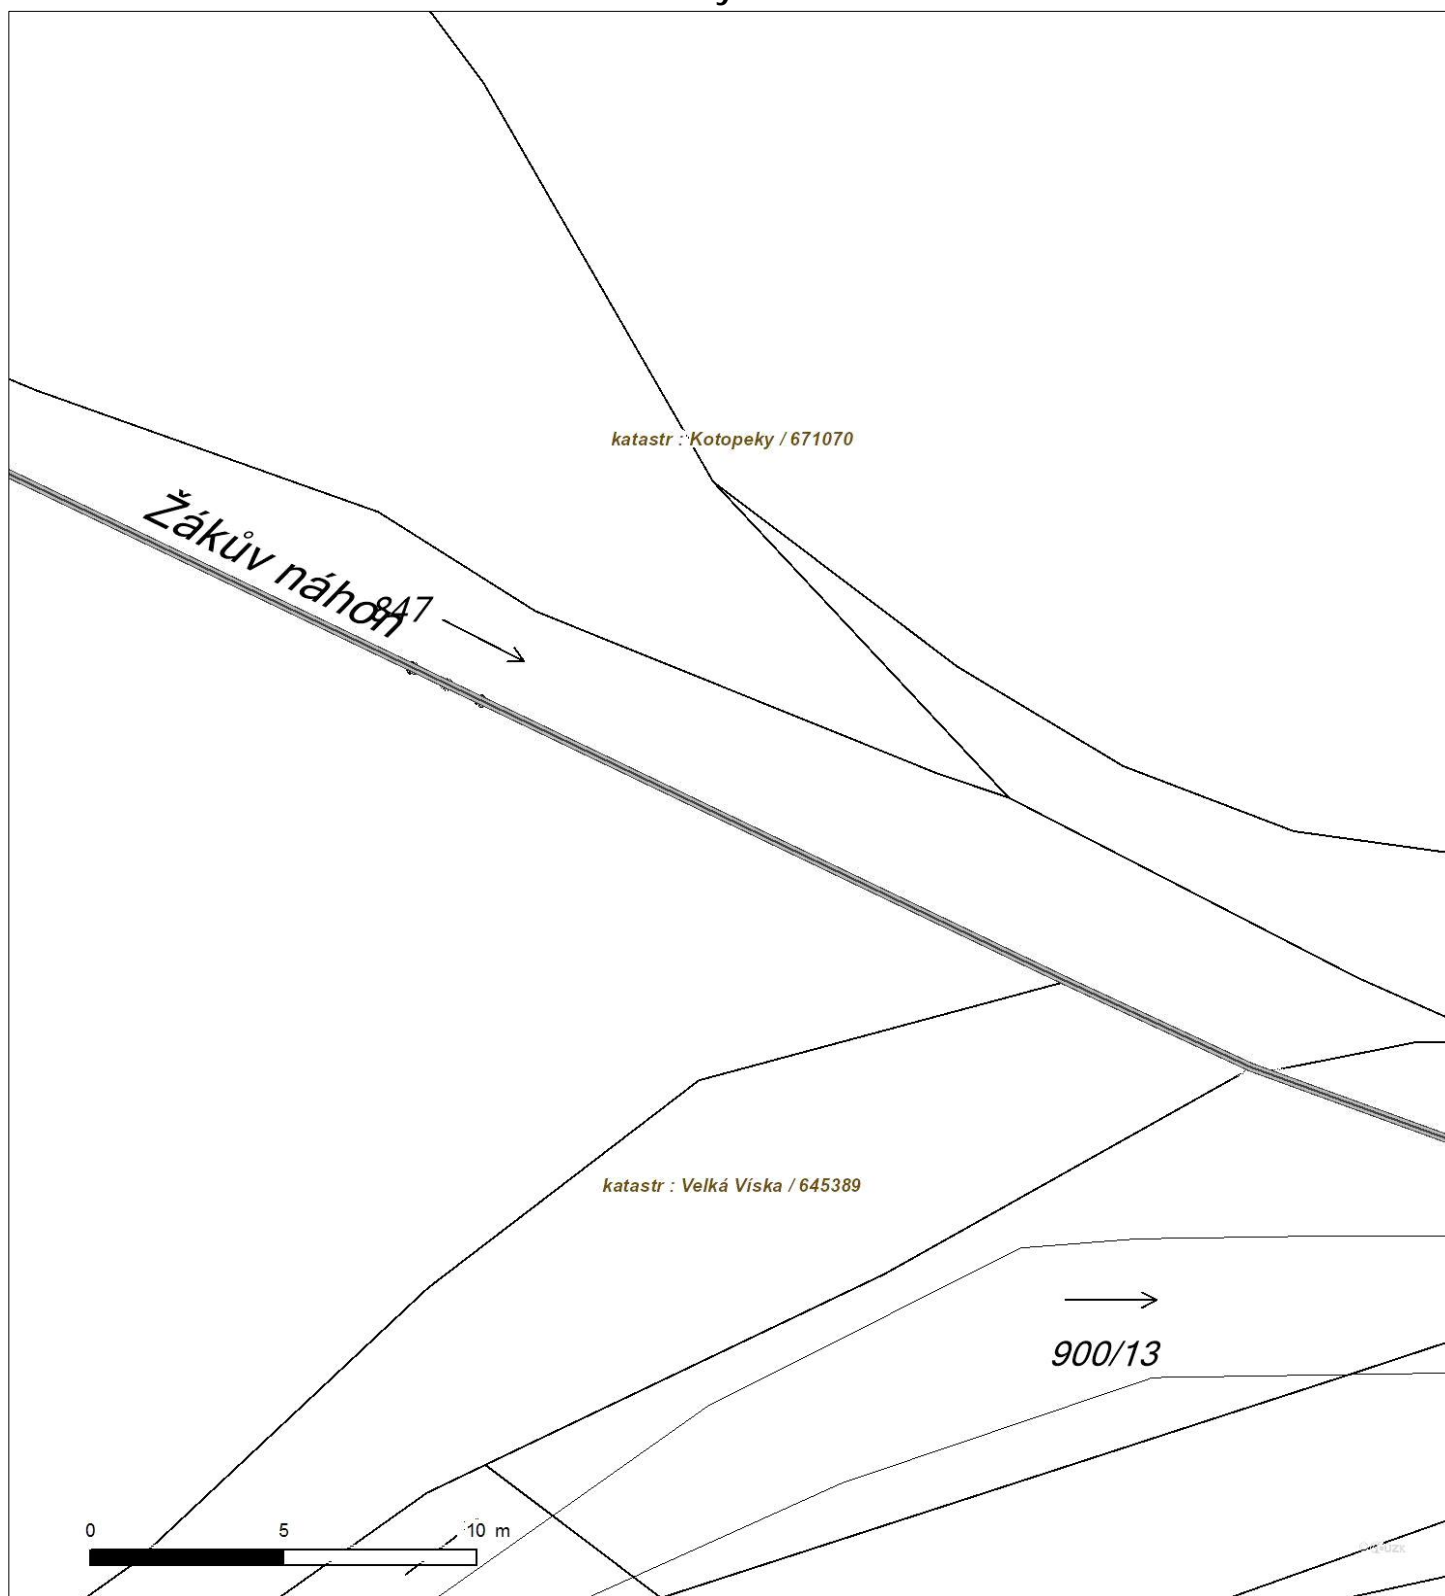 katastr : Kotopeky / 671070
Žákův náhon
847
katastr : Velká Víska / 645389
900/13
0 5 10 m